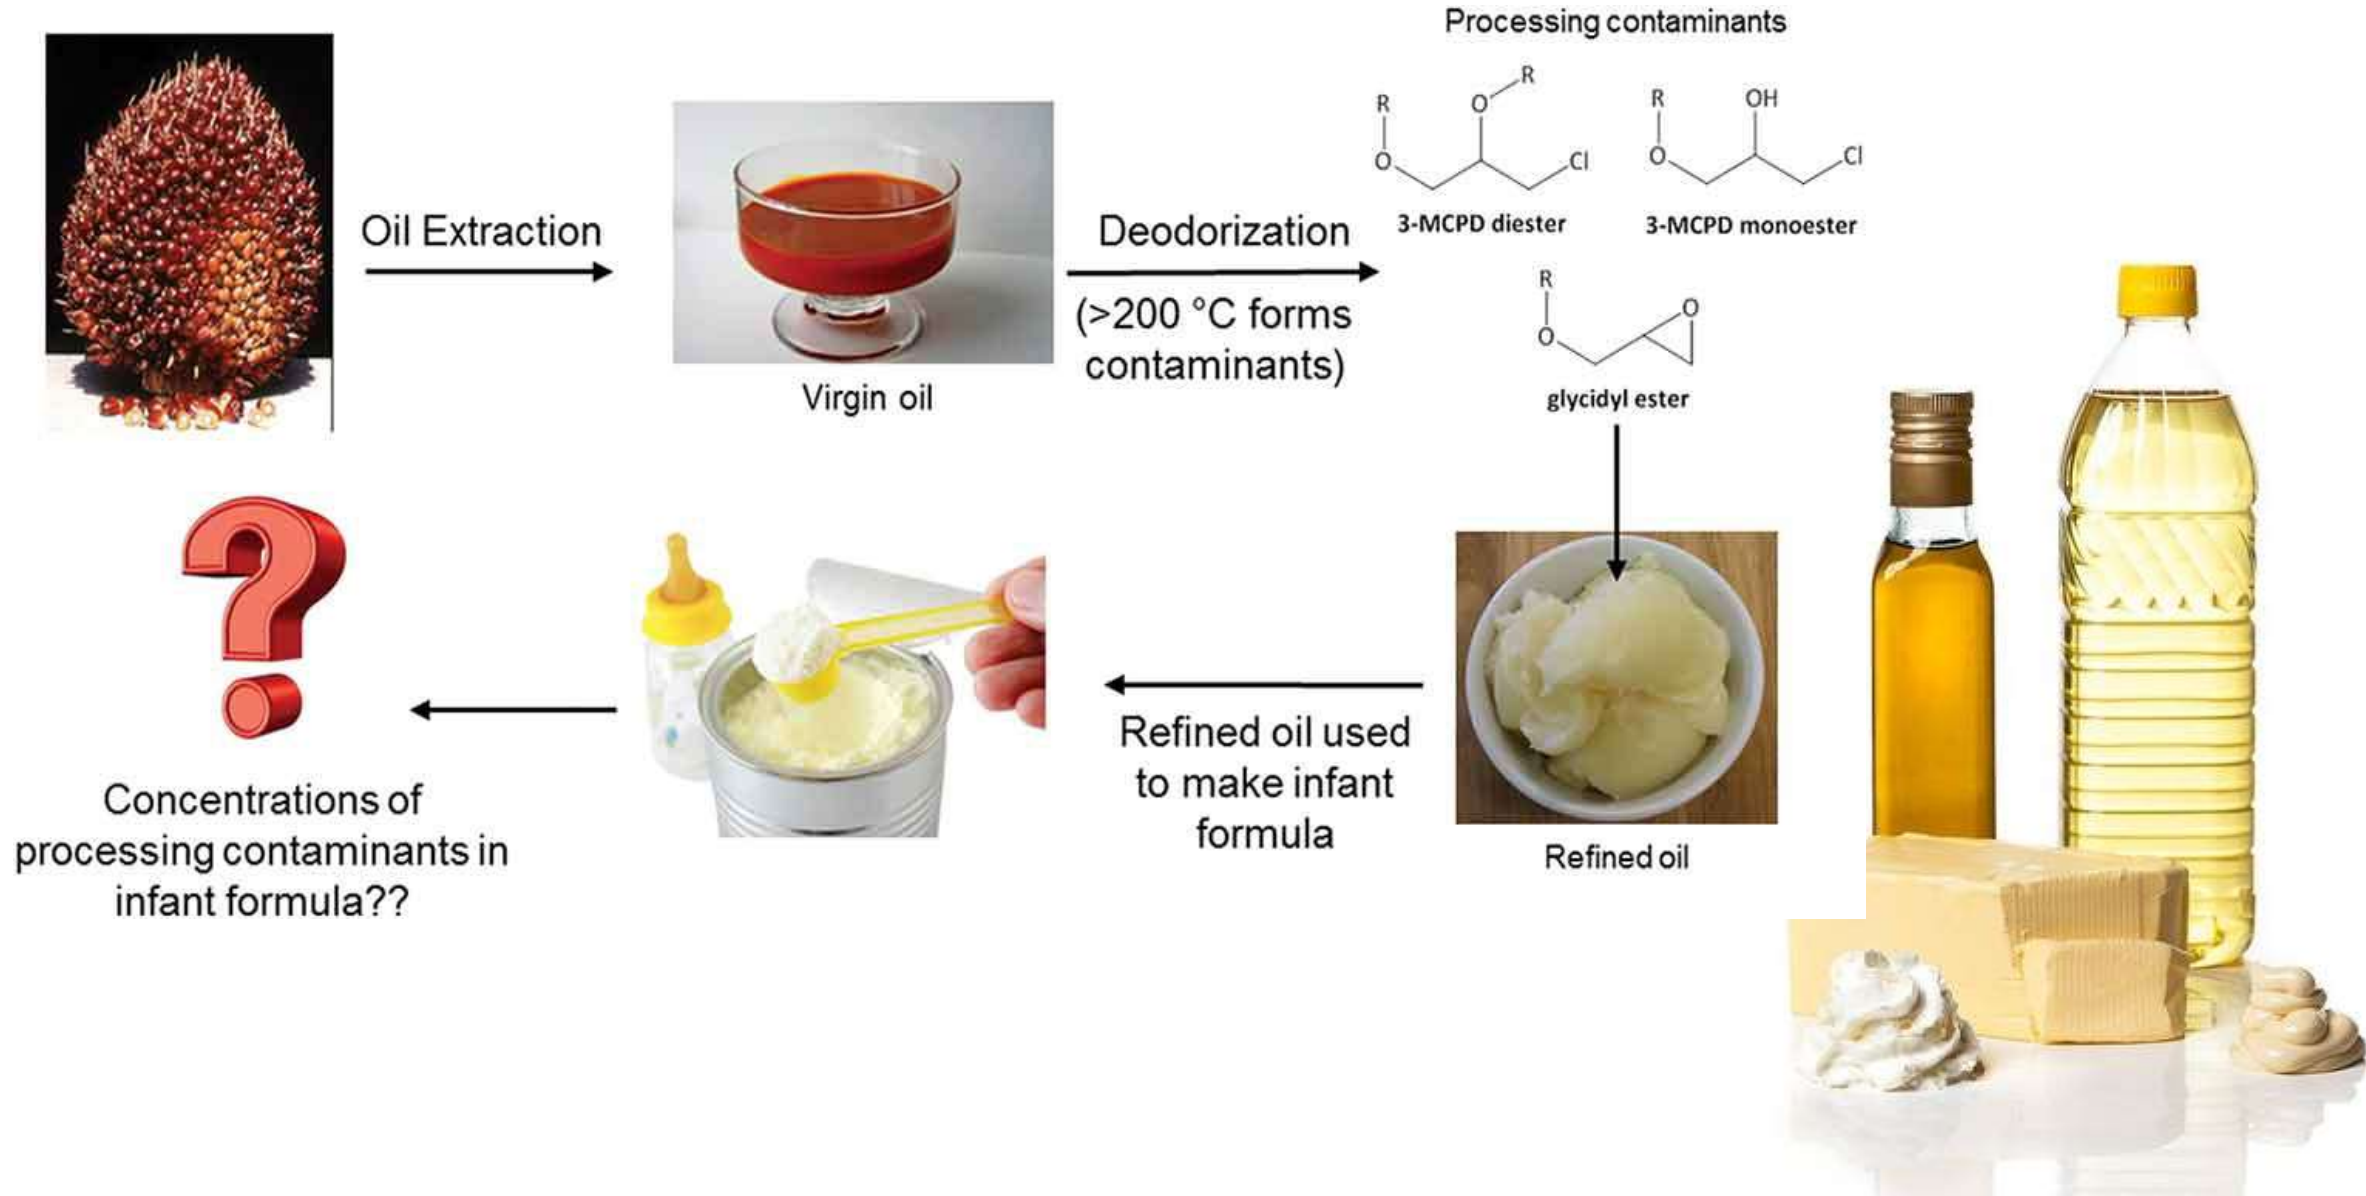 Processing contaminants
R
O
O
R
Cl
3-MCPD diester
R
O
OH
Cl
3-MCPD monoester
R
O
O
glycidyl ester
Oil Extraction
Virgin oil
Deodorization
(>200 °C forms
contaminants)
Refined oil
Refined oil used
to make infant
formula
?
Concentrations of
processing contaminants in
infant formula??